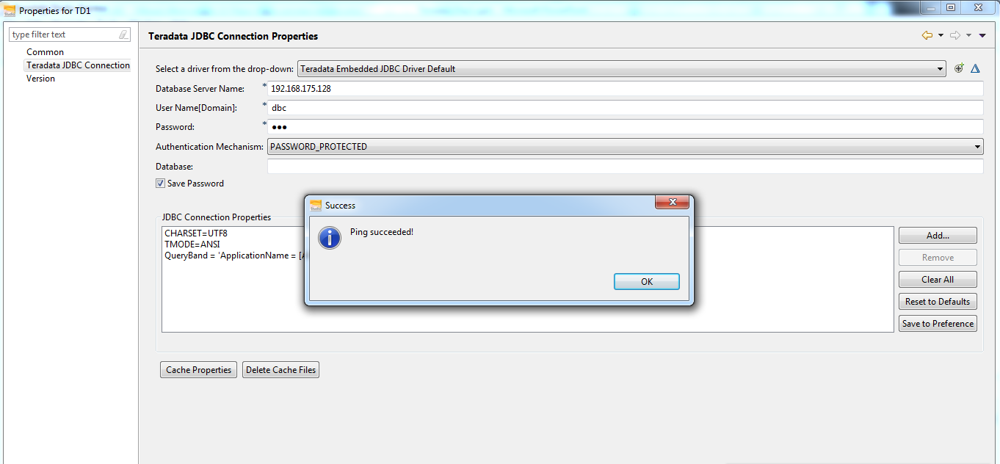 Properties for TD1
type filter text
Common
Teradata JDBC Connection
Version
Teradata JDBC Connection Properties
Select a driver from the drop-down: Teradata Embedded JDBC Driver Default
Database Server Name: * 192.168.175.128
User Name[Domain]: * dbc
Password: * ●●●
Authentication Mechanism: PASSWORD_PROTECTED
Database:
Save Password
Success
Ping succeeded!
OK
JDBC Connection Properties
CHARSET=UTF8
TMODE=ANSI
QueryBand = 'ApplicationName = [
Add...
Remove
Clear All
Reset to Defaults
Save to Preference
Cache Properties
Delete Cache Files